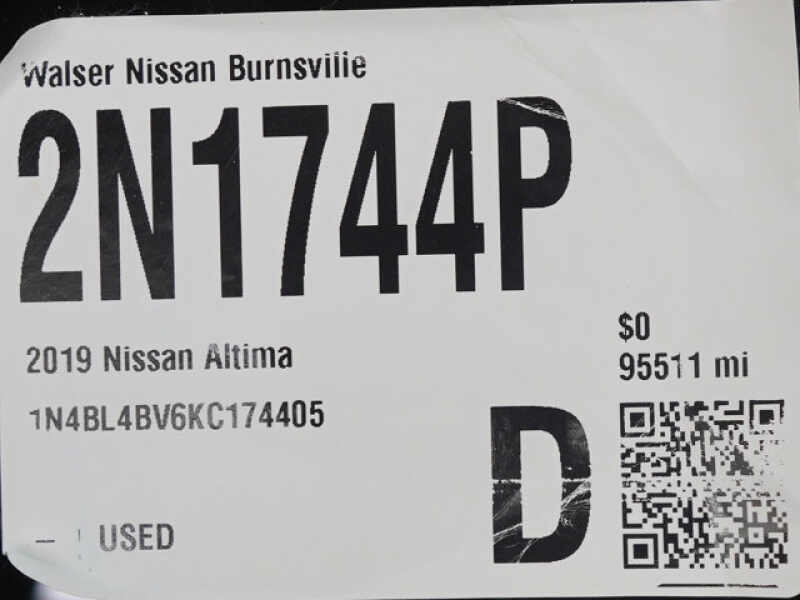 Walser Nissan Burnsville
2N1744P
$0
2019 Nissan Altima
95511 mi
1N4BL4BV6KC174405
D
- USED